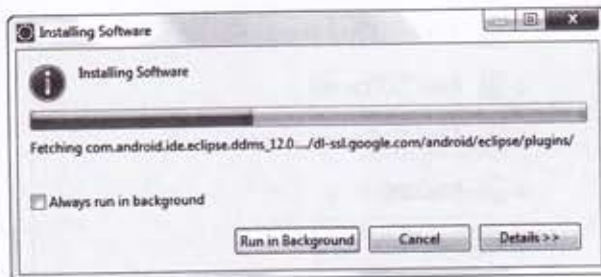 Installing Software
Installing Software
Fetching com.android.ide.eclipse.ddms_12.0..../dl-ssl.google.com/android/eclipse/plugins/
Always run in background
Run in Background
Cancel
Details >>